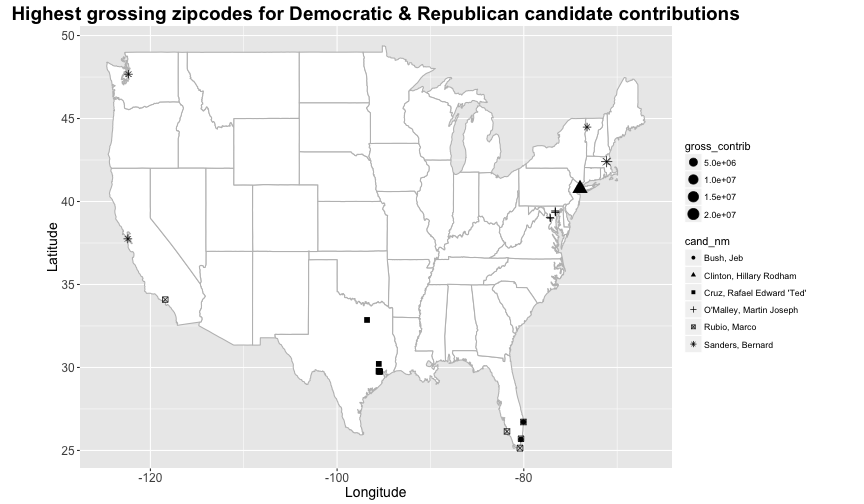 Highest grossing zipcodes for Democratic & Republican candidate contributions
50
45
40
35
30
25
Latitude
-120
-100
-80
Longitude
gross_contrib
5.0e+06
1.0e+07
1.5e+07
2.0e+07
cand_nm
Bush, Jeb
Clinton, Hillary Rodham
Cruz, Rafael Edward 'Ted'
O'Malley, Martin Joseph
Rubio, Marco
Sanders, Bernard